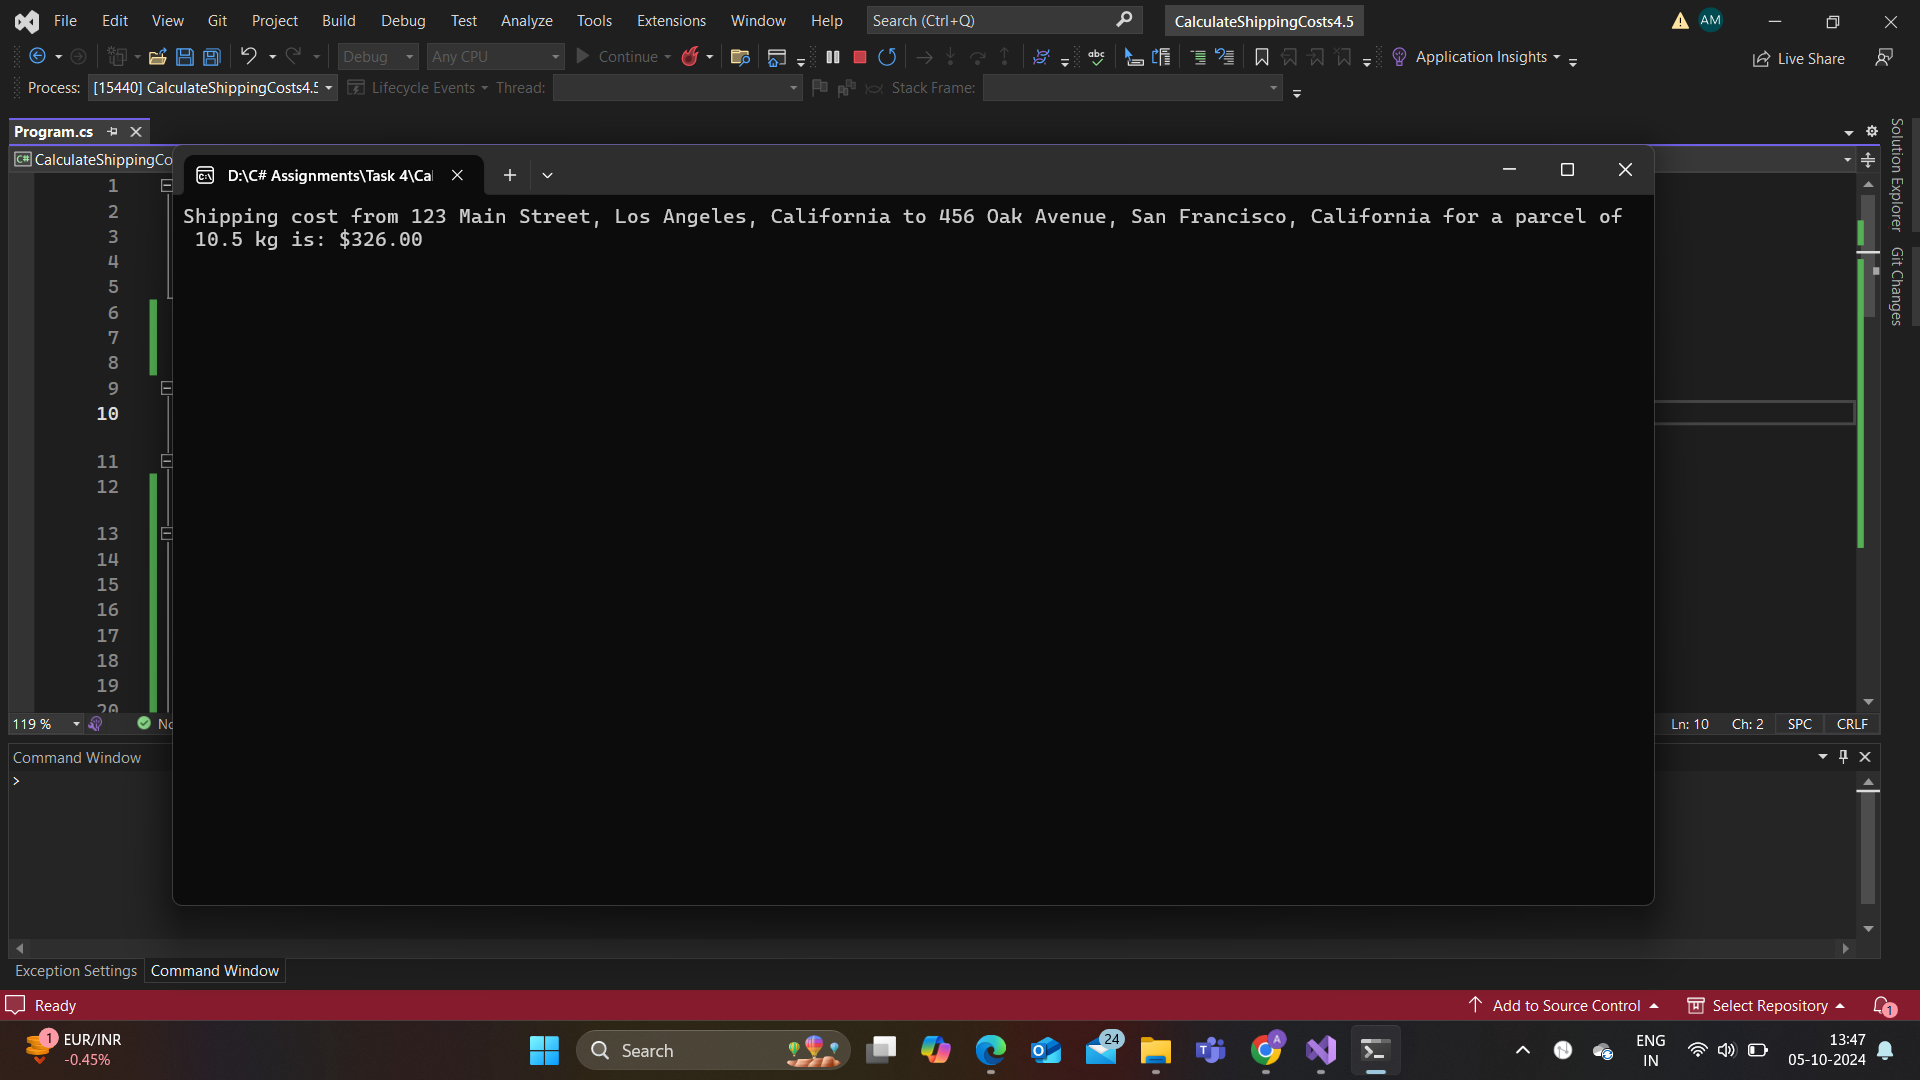 File Edit View Git Project Build Debug Test Analyze Tools Extensions Window Help Search (Ctrl+Q) CalculateShippingCosts4.5 AM
Debug Any CPU Continue Application Insights Live Share
Process: [15440] CalculateShippingCosts4.5 Lifecycle Events Thread: Stack Frame:
Program.cs
CalculateShippingCo
D:\C# Assignments\Task 4\Cal
Shipping cost from 123 Main Street, Los Angeles, California to 456 Oak Avenue, San Francisco, California for a parcel of
10.5 kg is: $326.00
1
2
3
4
5
6
7
8
9
10
11
12
13
14
15
16
17
18
19
20
Solution Explorer
Git Changes
119 % No Ln: 10 Ch: 2 SPC CRLF
Command Window
>
Exception Settings Command Window
Ready Add to Source Control Select Repository 1
1 EUR/INR
-0.45%
Search
24
A
ENG
IN
13:47
05-10-2024